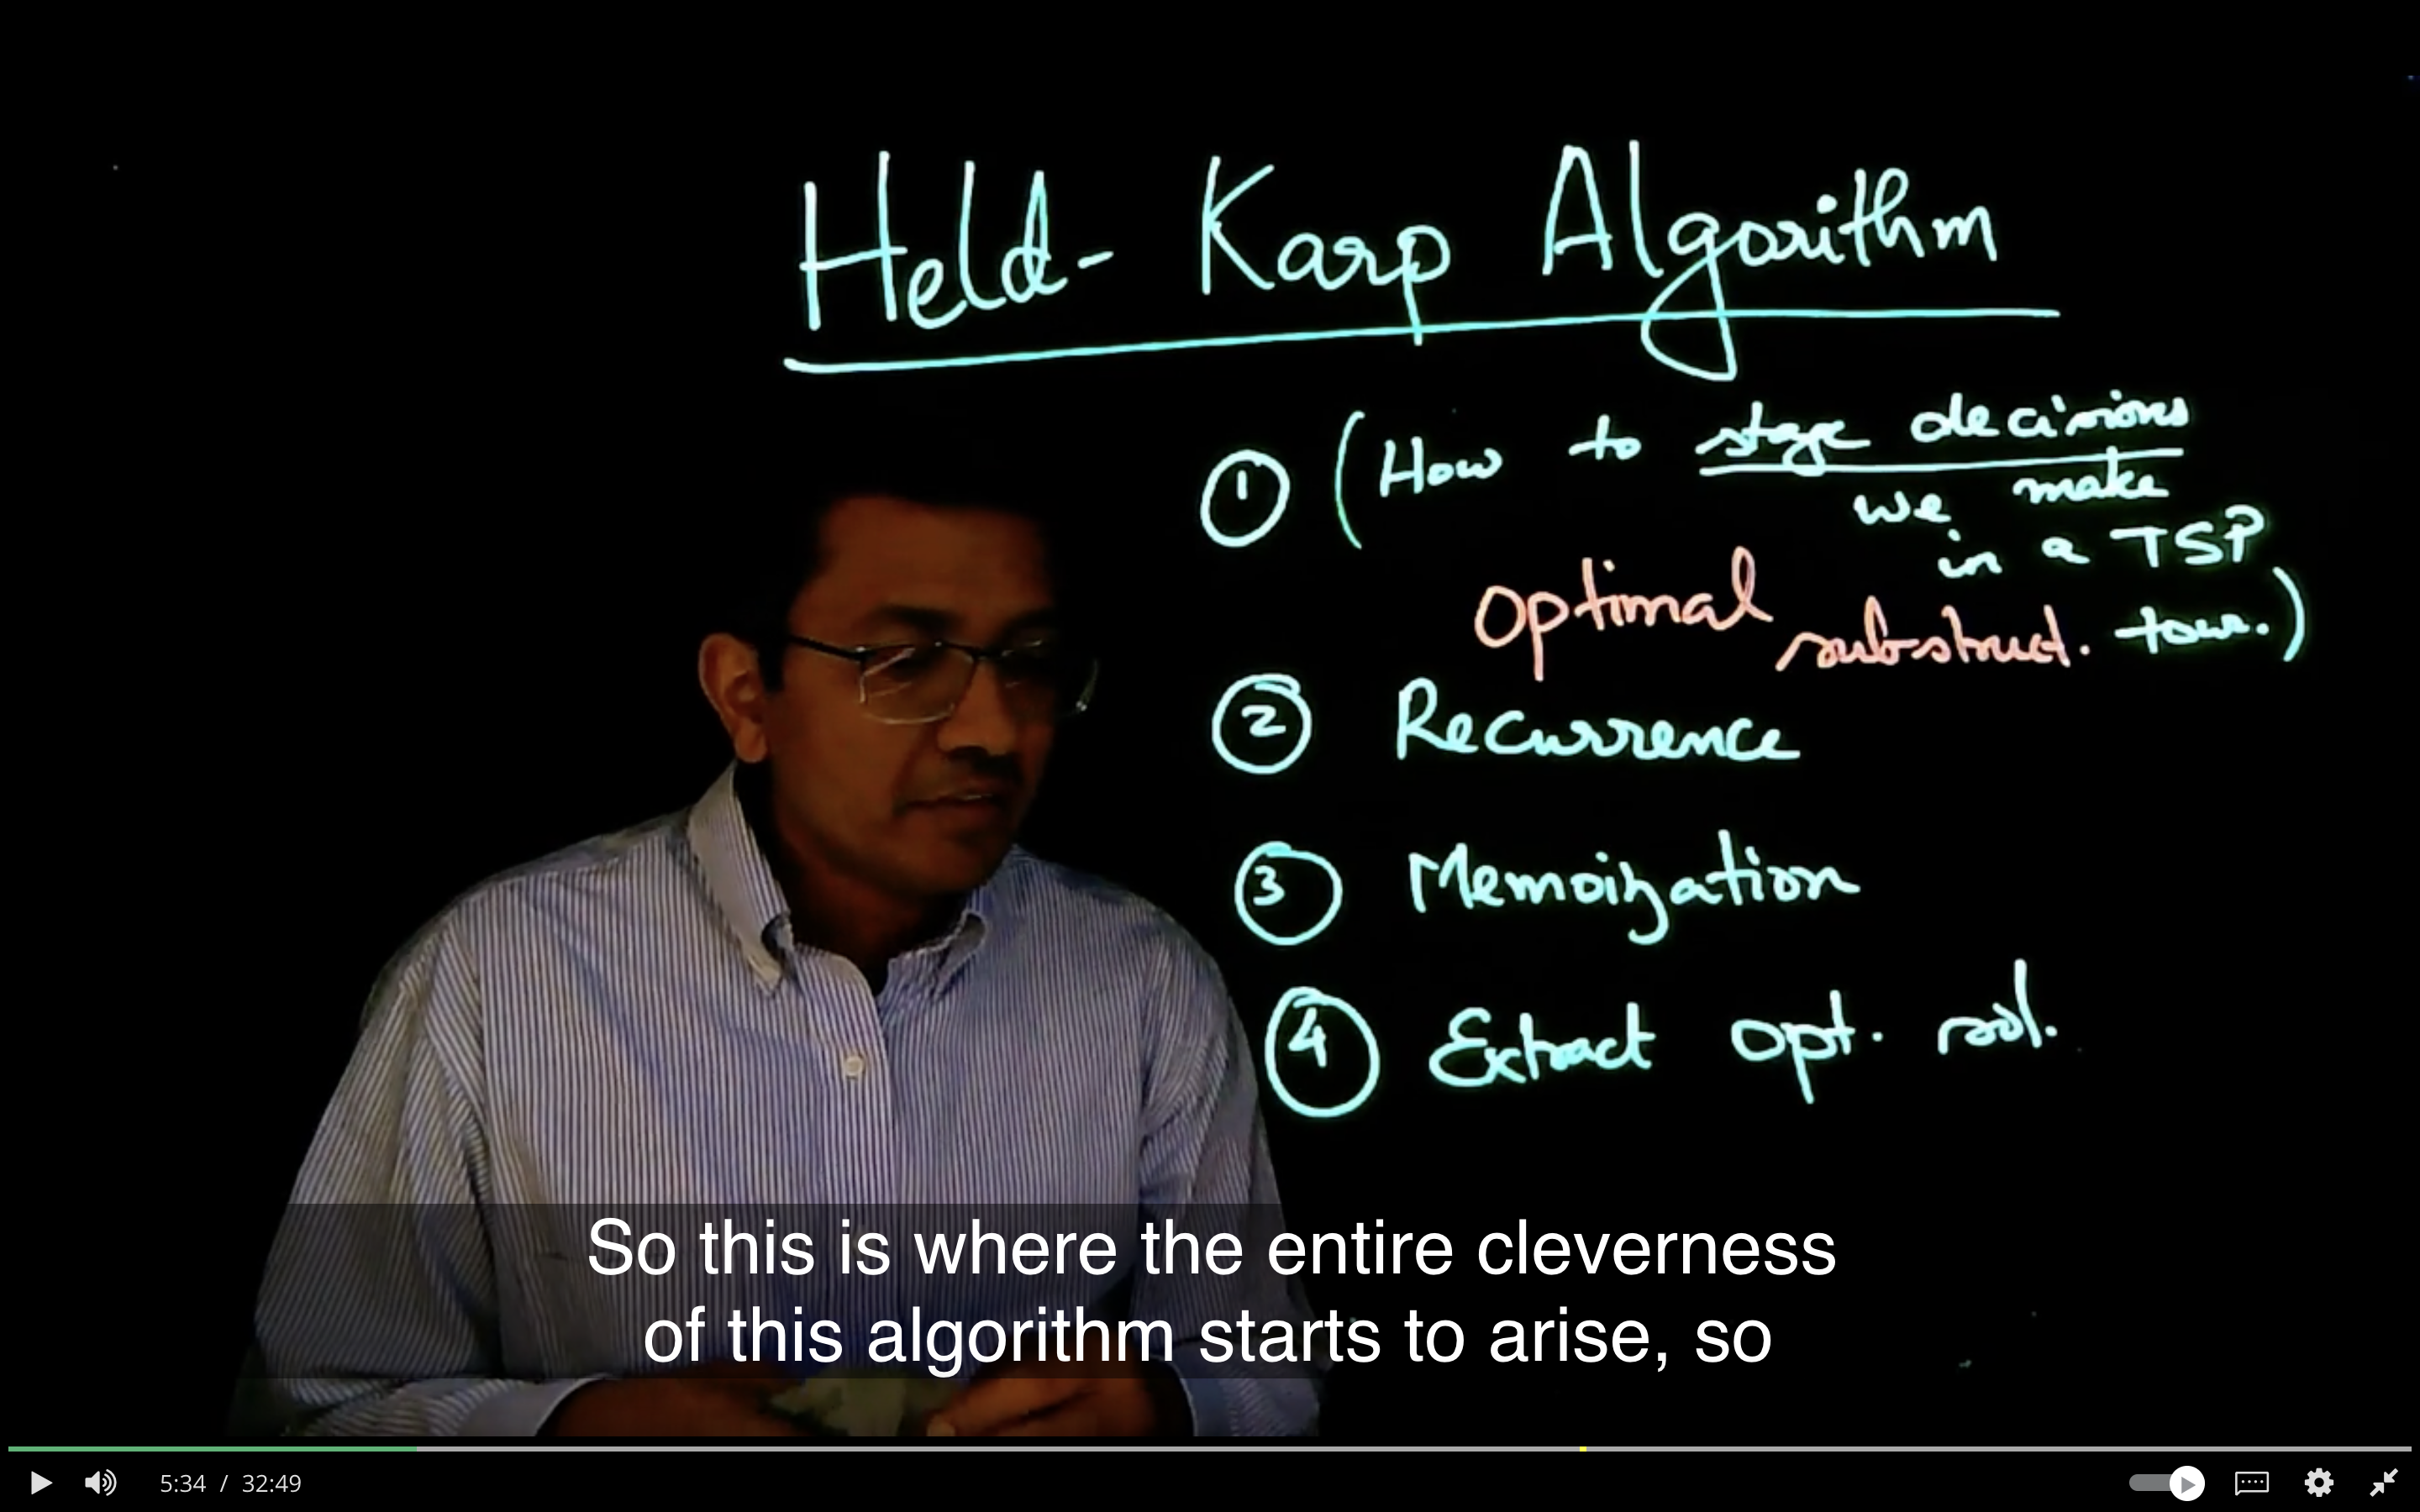 Held-Karp Algorithm
① (How to stage decisions
we make
in a TSP
tour.)
Optimal
substruct.
② Recurrence
③ Memoization
④ Extract opt. sol.
So this is where the entire cleverness
of this algorithm starts to arise, so
5:34 / 32:49